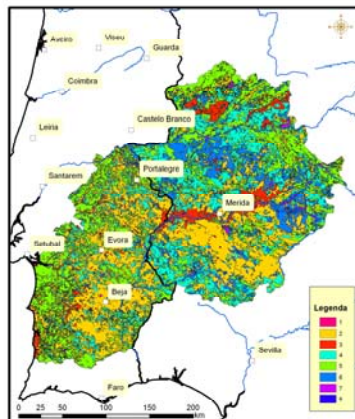 Aveiro
Viseu
Guarda
Coimbra
Castelo Branco
Leiria
Portalegre
Santarem
Merida
Setubal
Evora
Beja
Sevilla
Faro
Legenda
1
2
3
4
5
6
7
8
0 25 50 100 150 200
km